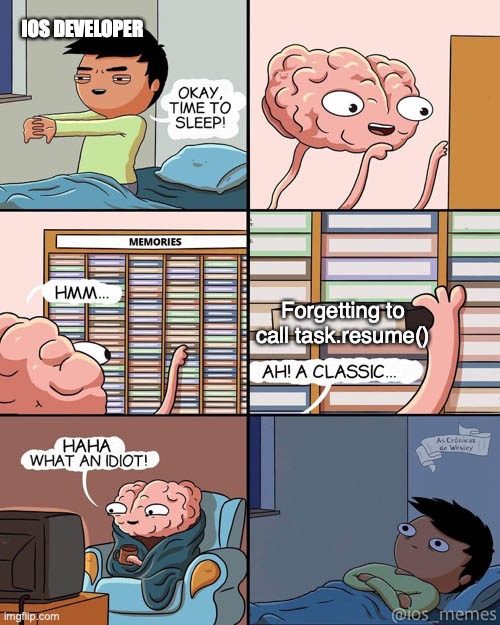 IOS DEVELOPER
OKAY,
TIME TO
SLEEP!
MEMORIES
HMM...
Forgetting to
call task.resume()
AH! A CLASSIC...
HAHA
WHAT AN IDIOT!
As Crônicas
de Wesley
@ios_memes
imgflip.com